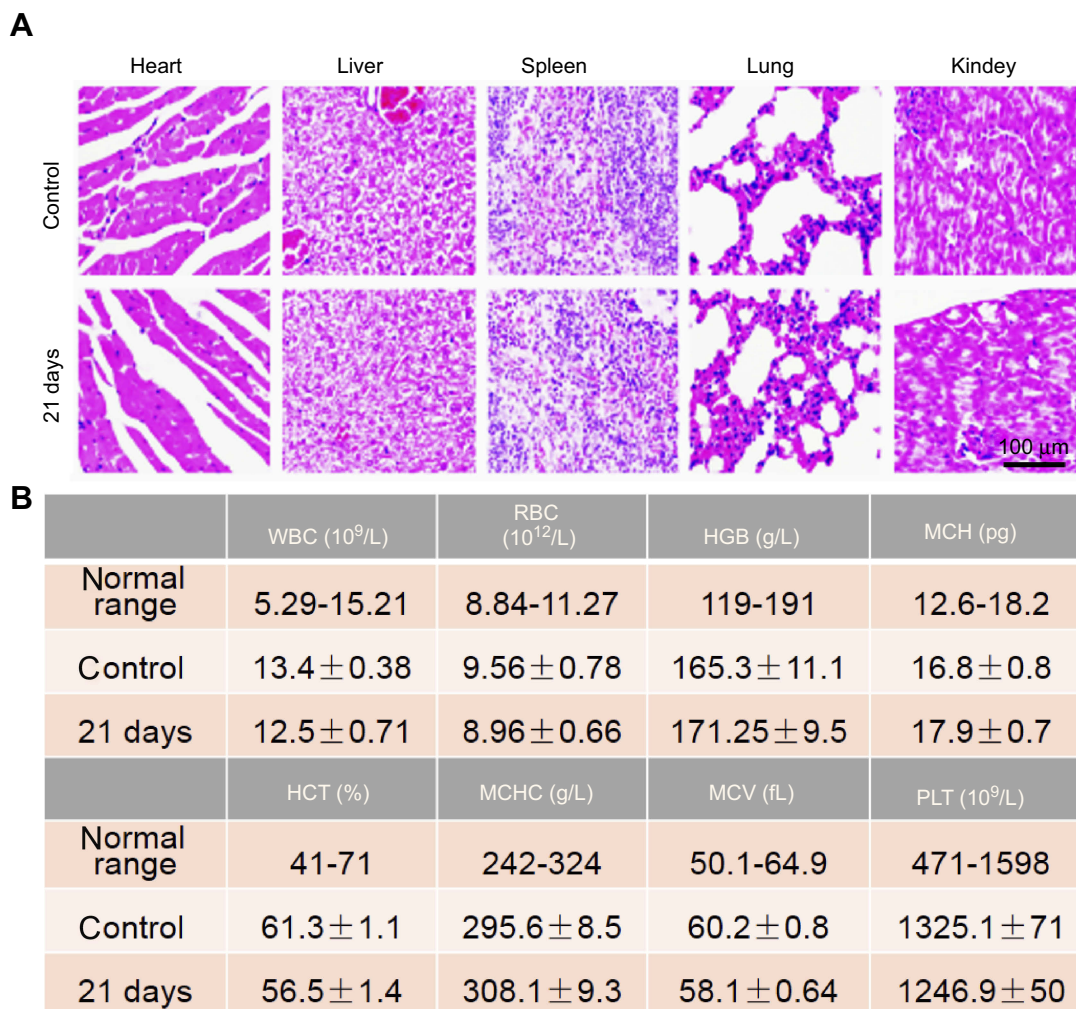 A
Heart Liver Spleen Lung Kindey
Control
21 days
100 μm
B
WBC (10⁹/L) RBC (10¹²/L) HGB (g/L) MCH (pg)
Normal range 5.29-15.21 8.84-11.27 119-191 12.6-18.2
Control 13.4±0.38 9.56±0.78 165.3±11.1 16.8±0.8
21 days 12.5±0.71 8.96±0.66 171.25±9.5 17.9±0.7
HCT (%) MCHC (g/L) MCV (fL) PLT (10⁹/L)
Normal range 41-71 242-324 50.1-64.9 471-1598
Control 61.3±1.1 295.6±8.5 60.2±0.8 1325.1±71
21 days 56.5±1.4 308.1±9.3 58.1±0.64 1246.9±50